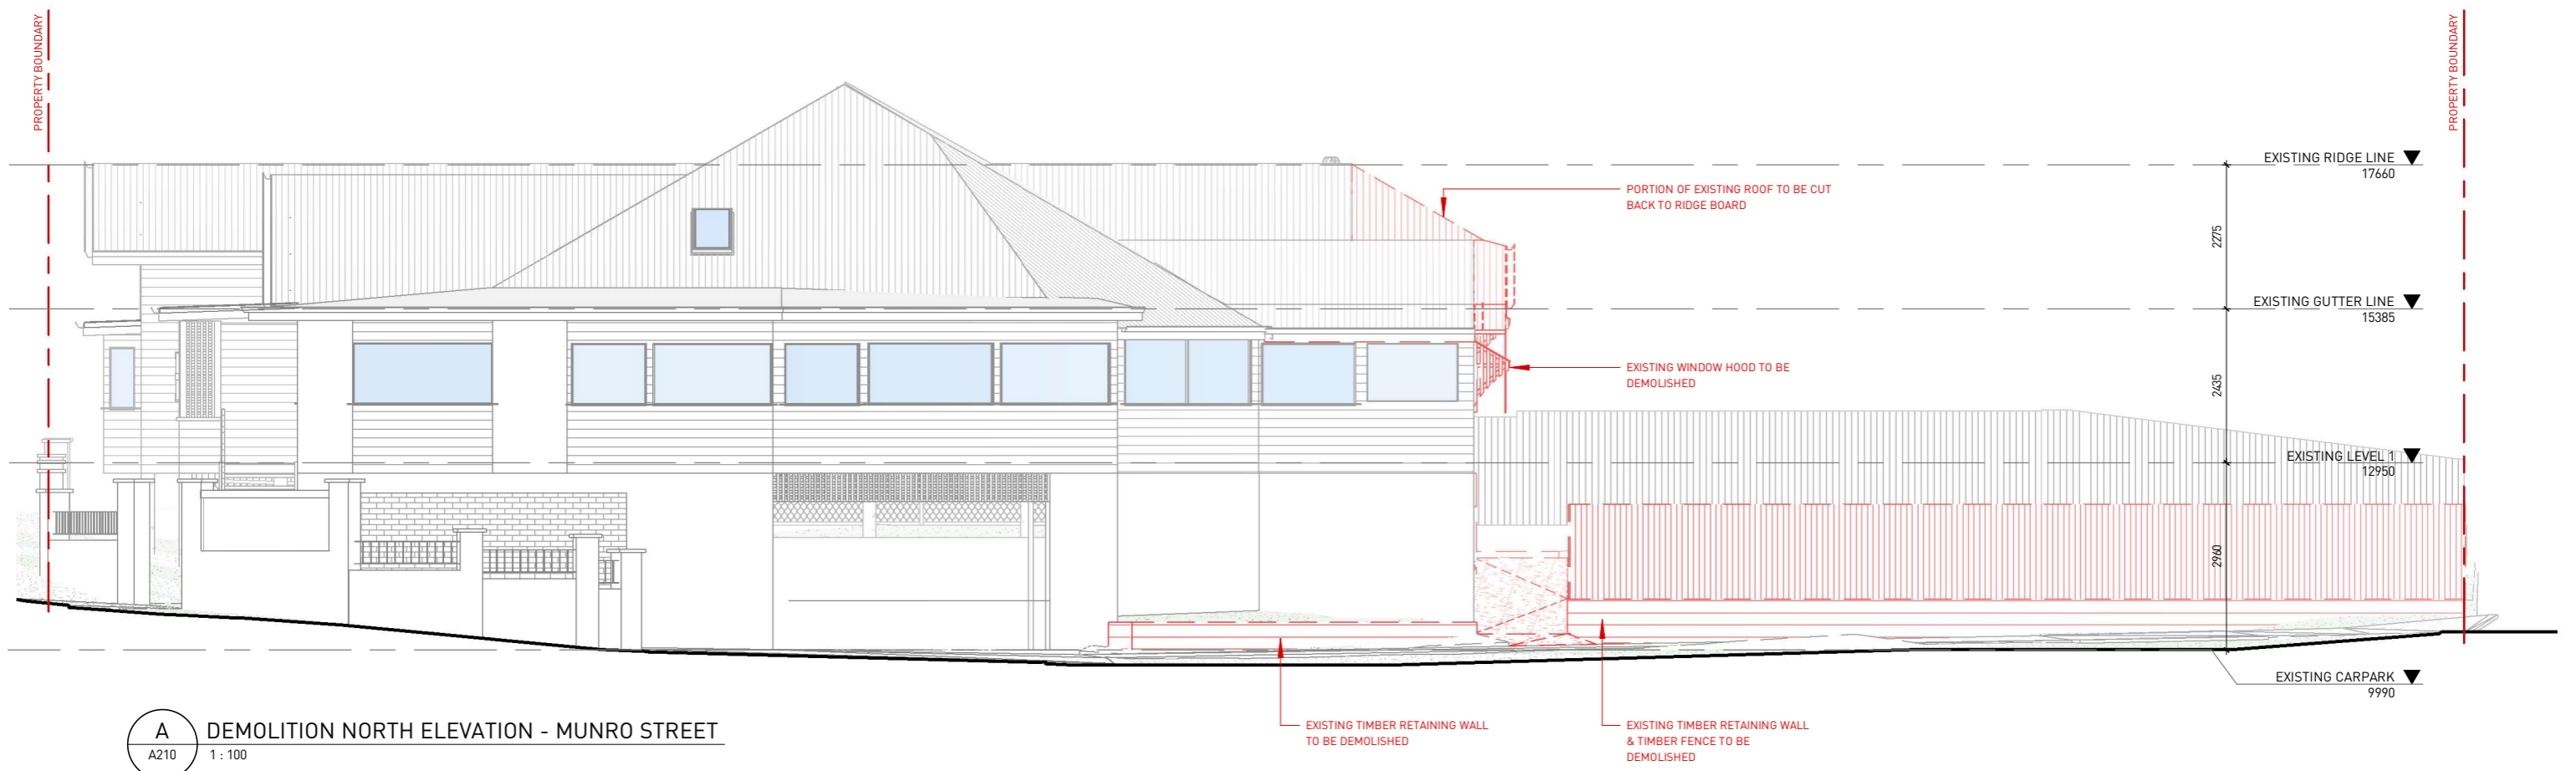 PROPERTY BOUNDARY
PROPERTY BOUNDARY
EXISTING RIDGE LINE
17660
PORTION OF EXISTING ROOF TO BE CUT
BACK TO RIDGE BOARD
2275
EXISTING GUTTER LINE
15385
EXISTING WINDOW HOOD TO BE
DEMOLISHED
2435
EXISTING LEVEL 1
12950
2960
EXISTING CARPARK
9990
EXISTING TIMBER RETAINING WALL
TO BE DEMOLISHED
EXISTING TIMBER RETAINING WALL
& TIMBER FENCE TO BE
DEMOLISHED
A
A210
DEMOLITION NORTH ELEVATION - MUNRO STREET
1 : 100